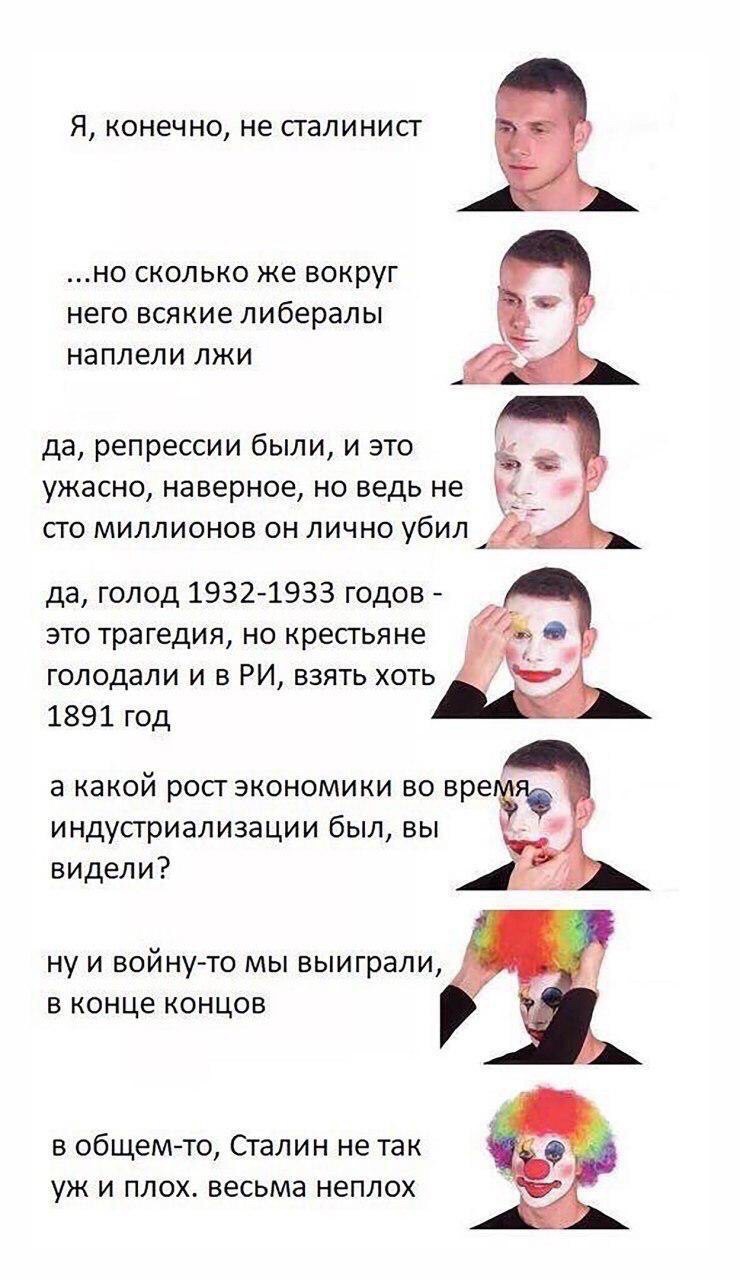 Я, конечно, не сталинист
...но сколько же вокруг
него всякие либералы
наплели лжи
да, репрессии были, и это
ужасно, наверное, но ведь не
сто миллионов он лично убил
да, голод 1932-1933 годов -
это трагедия, но крестьяне
голодали и в РИ, взять хоть
1891 год
а какой рост экономики во время
индустриализации был, вы
видели?
ну и войну-то мы выиграли,
в конце концов
в общем-то, Сталин не так
уж и плох. весьма неплох